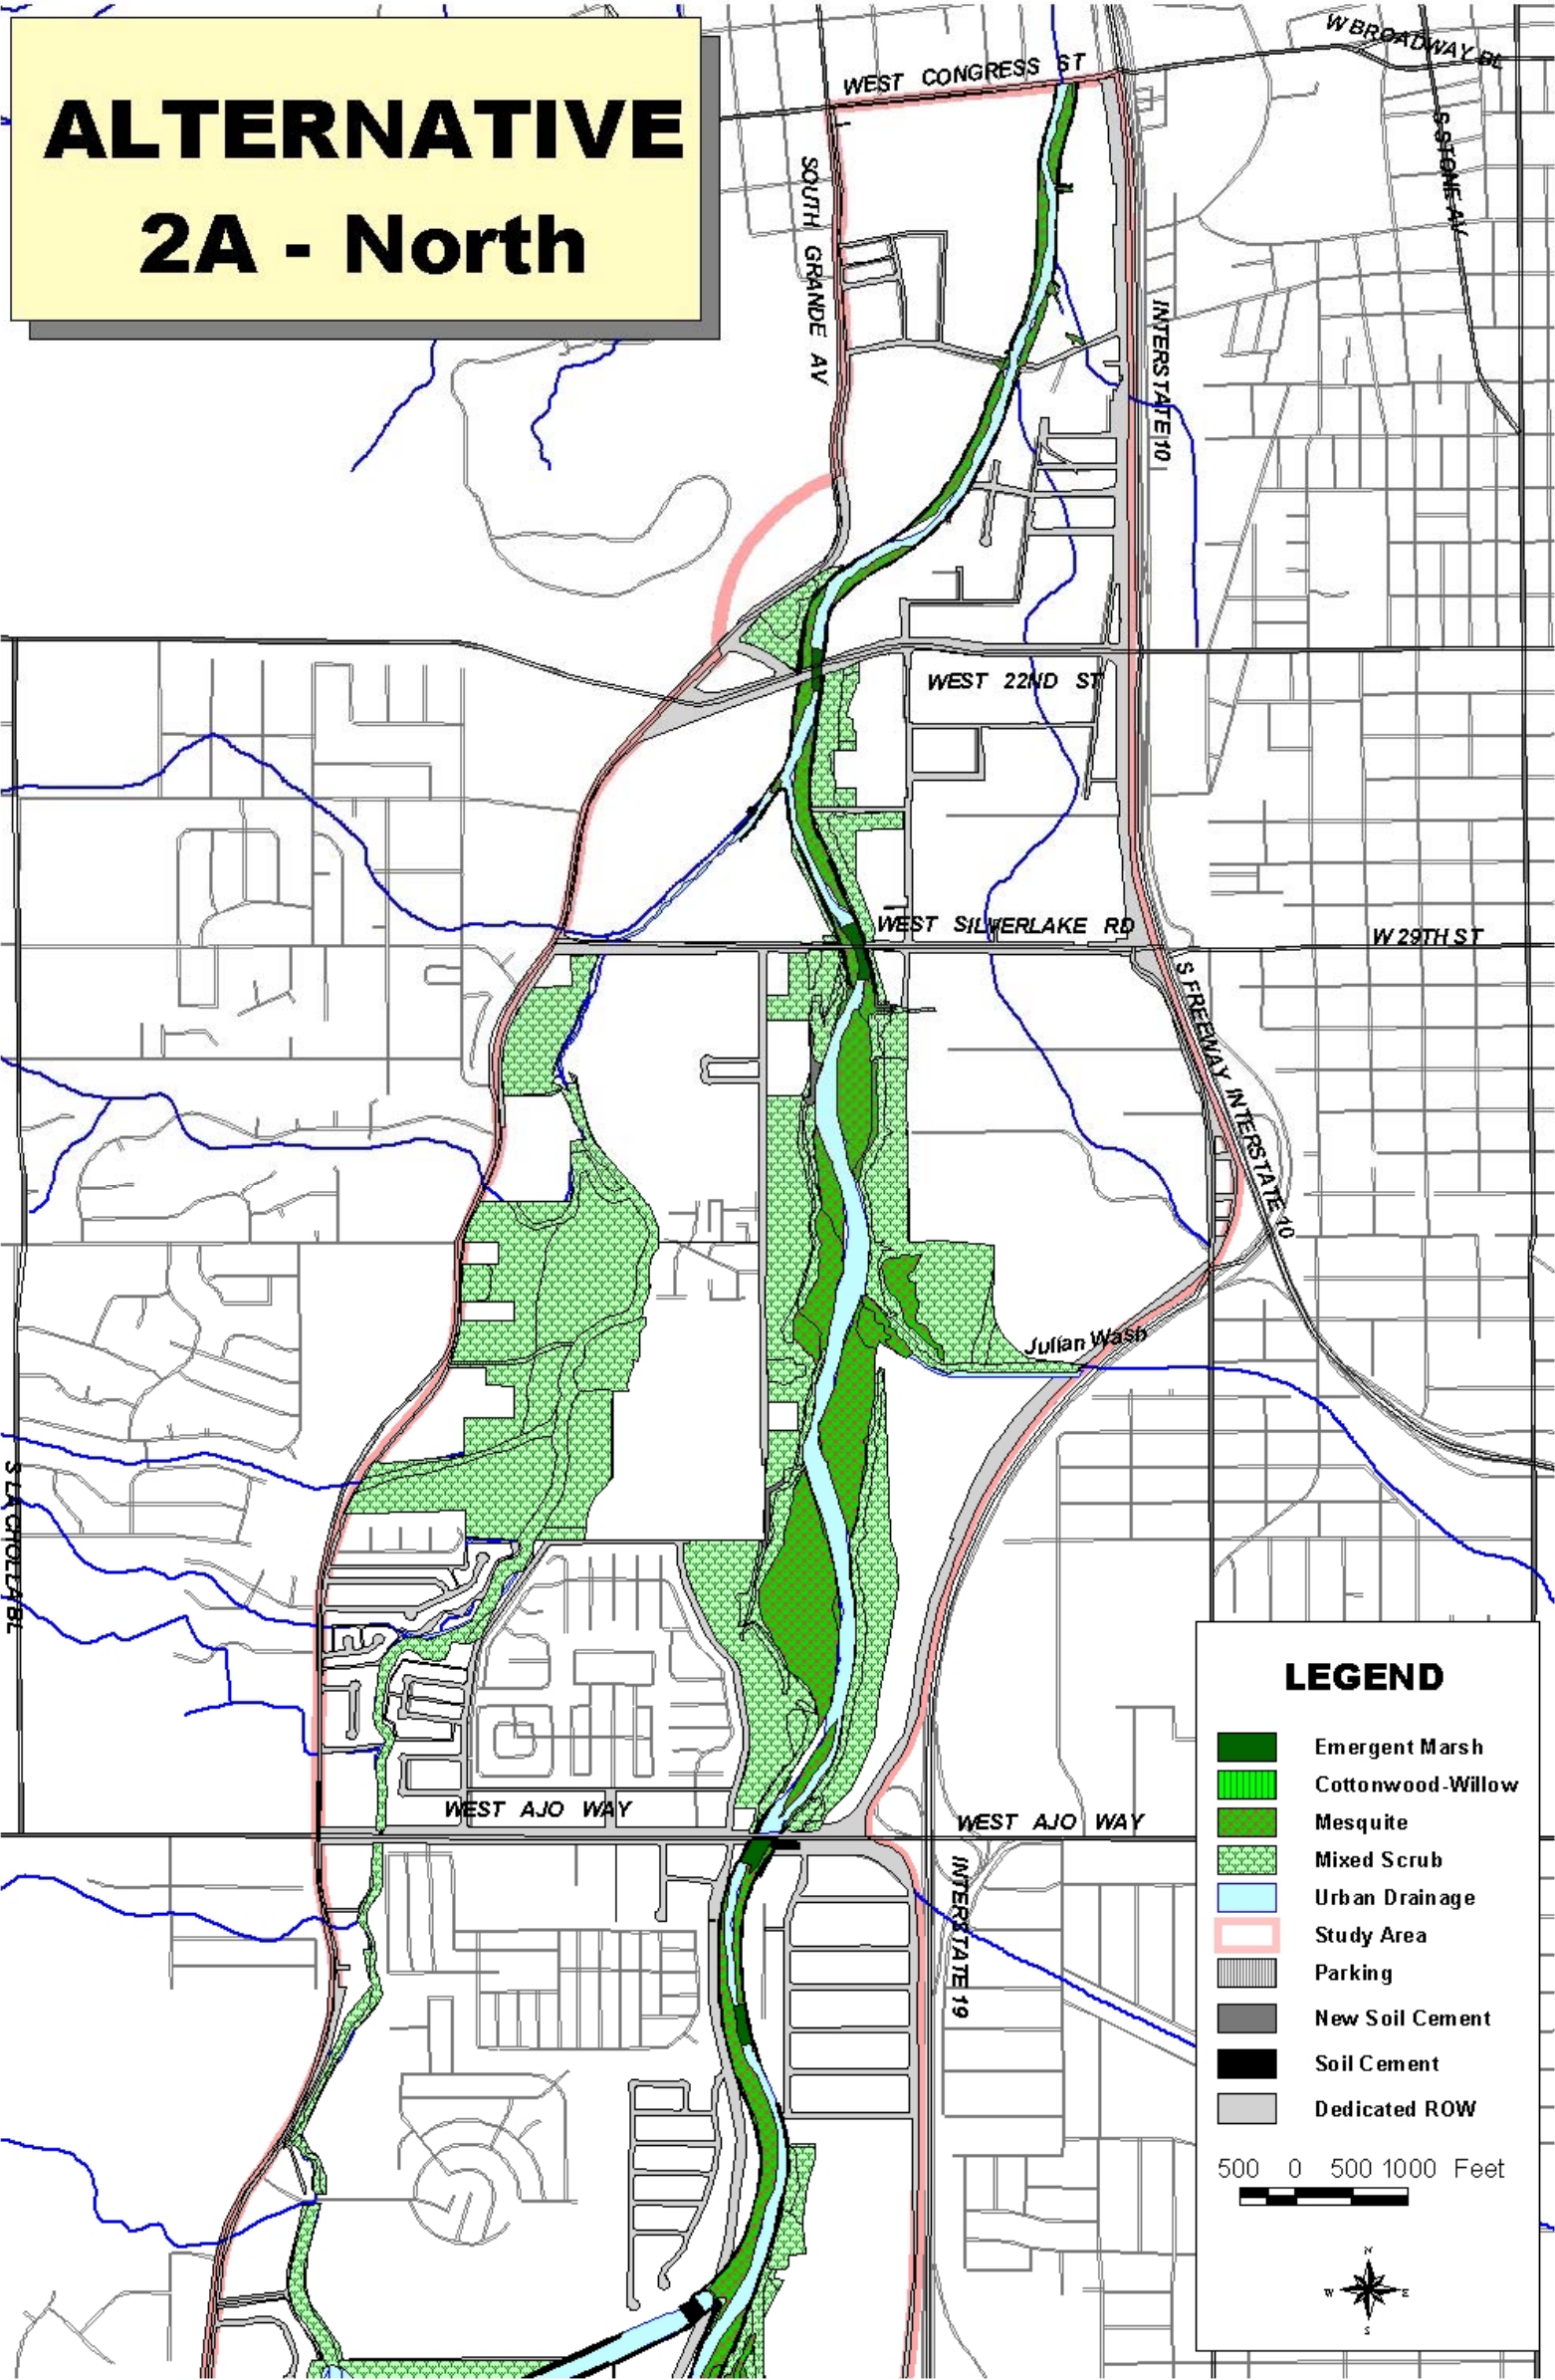 ALTERNATIVE
2A - North
WEST CONGRESS ST
W BROADWAY BL
S STONE AV
SOUTH GRANDE AV
INTERSTATE 10
WEST 22ND ST
WEST SILVERLAKE RD
W 29TH ST
S FREEWAY INTERSTATE 10
Julian Wash
S LA CHOLLA BL
WEST AJO WAY
WEST AJO WAY
INTERSTATE 19
LEGEND
Emergent Marsh
Cottonwood-Willow
Mesquite
Mixed Scrub
Urban Drainage
Study Area
Parking
New Soil Cement
Soil Cement
Dedicated ROW
500 0 500 1000 Feet
N
W E
S